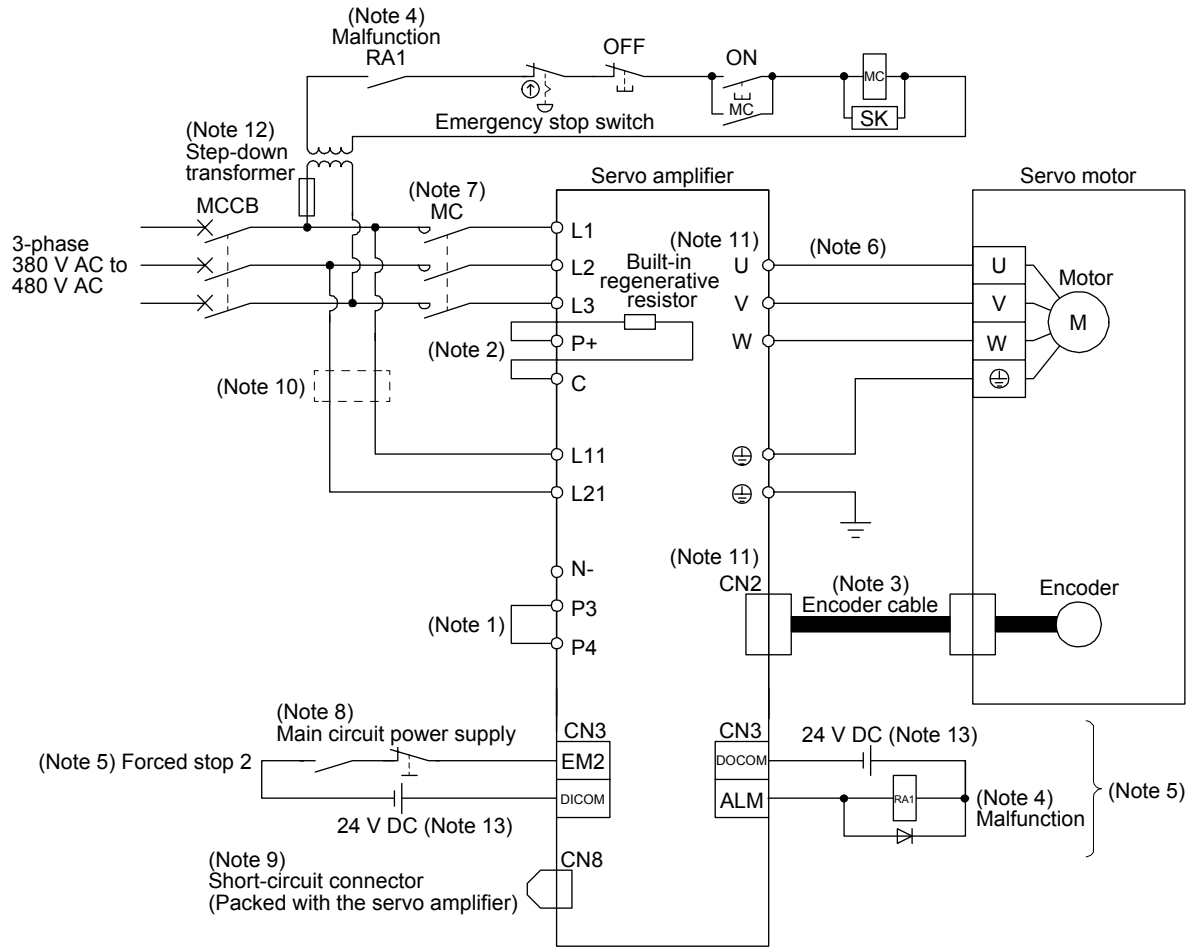 (Note 4)
Malfunction
RA1
OFF
ON
MC
MC
SK
Emergency stop switch
(Note 12)
Step-down
transformer
MCCB
(Note 7)
MC
Servo amplifier
Servo motor
3-phase
380 V AC to
480 V AC
L1
L2
L3
(Note 11)
U
V
W
Built-in
regenerative
resistor
(Note 6)
U
V
W
Motor
M
(Note 2)
P+
C
(Note 10)
L11
L21
N-
(Note 1)
P3
P4
(Note 11)
CN2
(Note 3)
Encoder cable
Encoder
(Note 8)
Main circuit power supply
(Note 5) Forced stop 2
24 V DC (Note 13)
CN3
EM2
DICOM
CN3
DOCOM
ALM
24 V DC (Note 13)
RA1
(Note 4)
Malfunction
(Note 5)
(Note 9)
Short-circuit connector
(Packed with the servo amplifier)
CN8